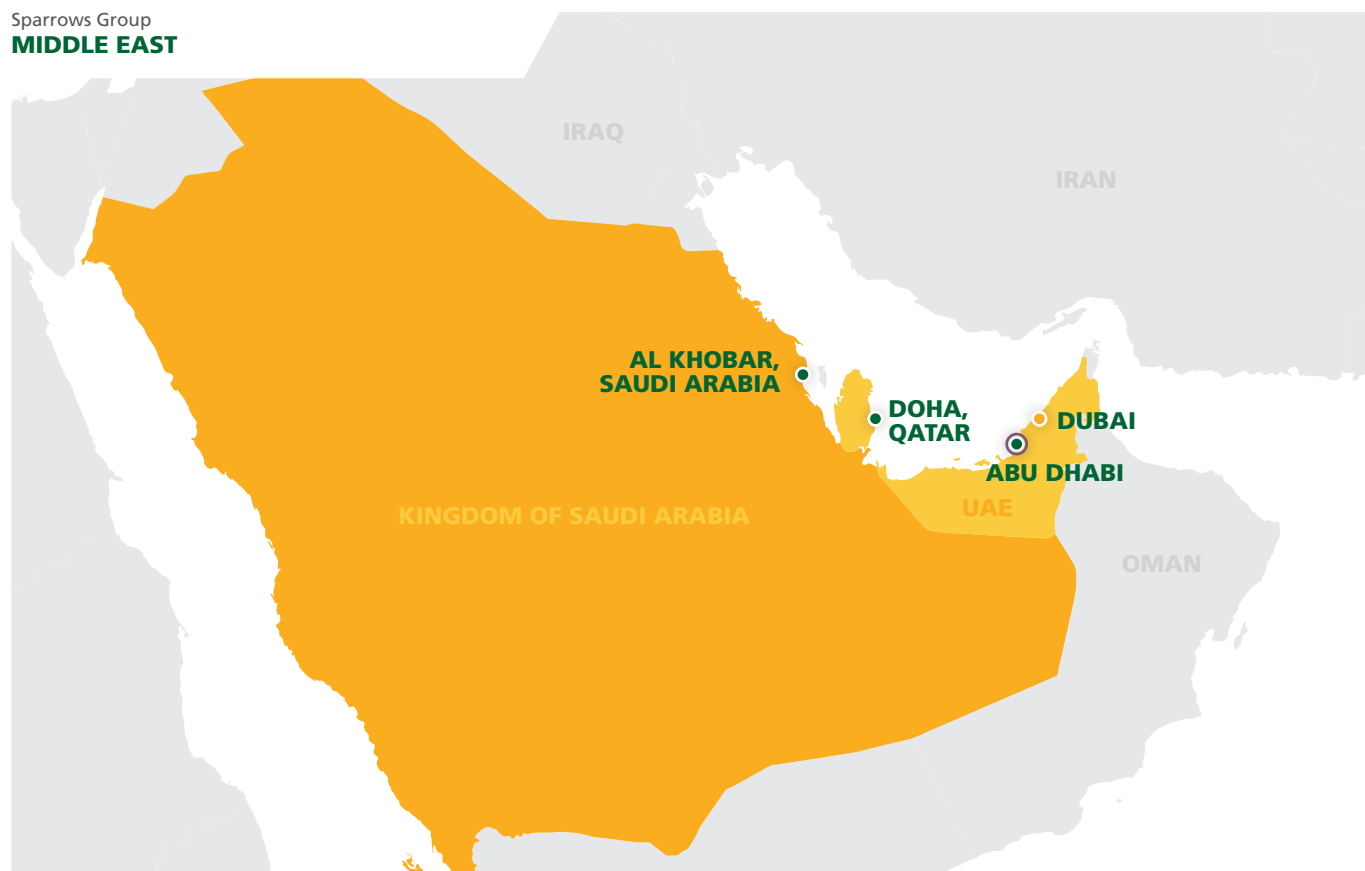 Sparrows Group
MIDDLE EAST
IRAQ
IRAN
AL KHOBAR,
SAUDI ARABIA
DOHA,
QATAR
DUBAI
ABU DHABI
UAE
KINGDOM OF SAUDI ARABIA
OMAN